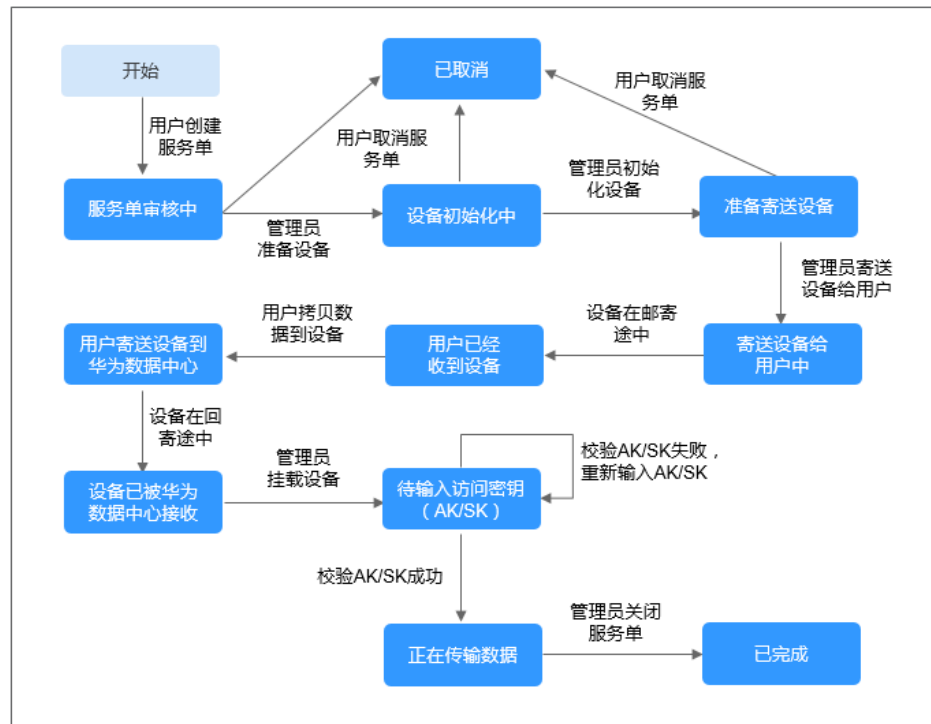 开始
已取消
用户创建
服务单
用户取消服
务单
用户取消服
务单
服务单审核中
管理员
准备设备
设备初始化中
管理员初始
化设备
准备寄送设备
管理员寄送
设备给用户
用户寄送设备到
华为数据中心
用户拷贝数
据到设备
用户已经
收到设备
设备在邮寄
途中
寄送设备给
用户中
设备在回
寄途中
设备已被华为
数据中心接收
管理员
挂载设备
待输入访问密钥
（AK/SK）
校验AK/SK失败，
重新输入AK/SK
校验AK/SK成功
正在传输数据
管理员关闭
服务单
已完成